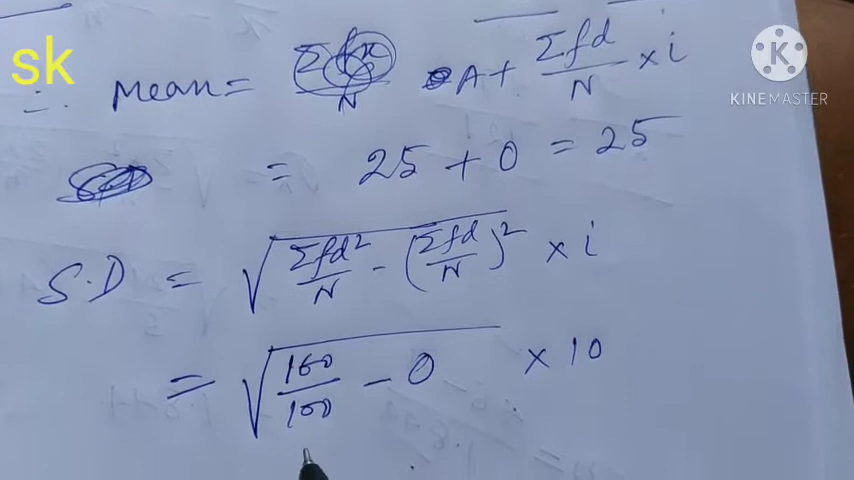 sk
KINEMASTER
∴ Mean = A + Σfd/N × i
= 25 + 0 = 25
S.D = √(Σfd²/N - (Σfd/N)²) × i
= √(160/100 - 0) × 10